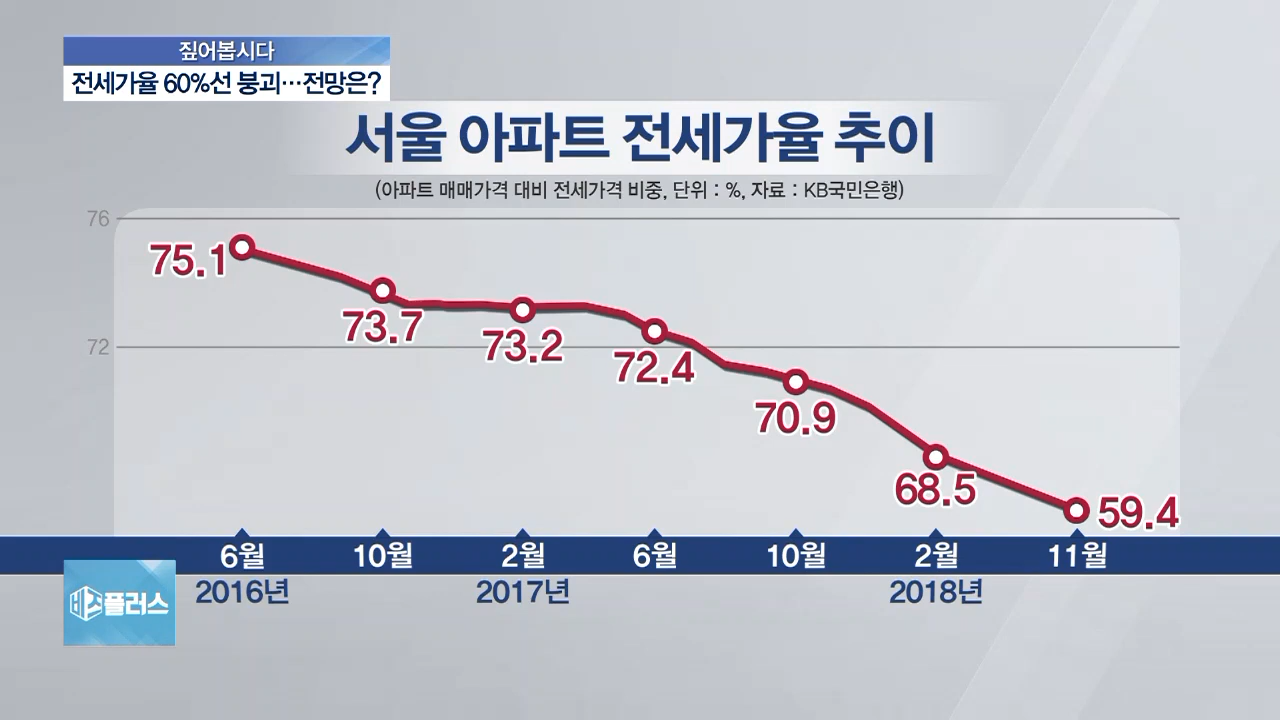 짚어봅시다
전세가율 60%선 붕괴…전망은?
서울 아파트 전세가율 추이
(아파트 매매가격 대비 전세가격 비중, 단위 : %, 자료 : KB국민은행)
76
75.1
73.7
73.2
72.4
72
70.9
68.5
59.4
6월 10월 2월 6월 10월 2월 11월
2016년 2017년 2018년
비즈플러스